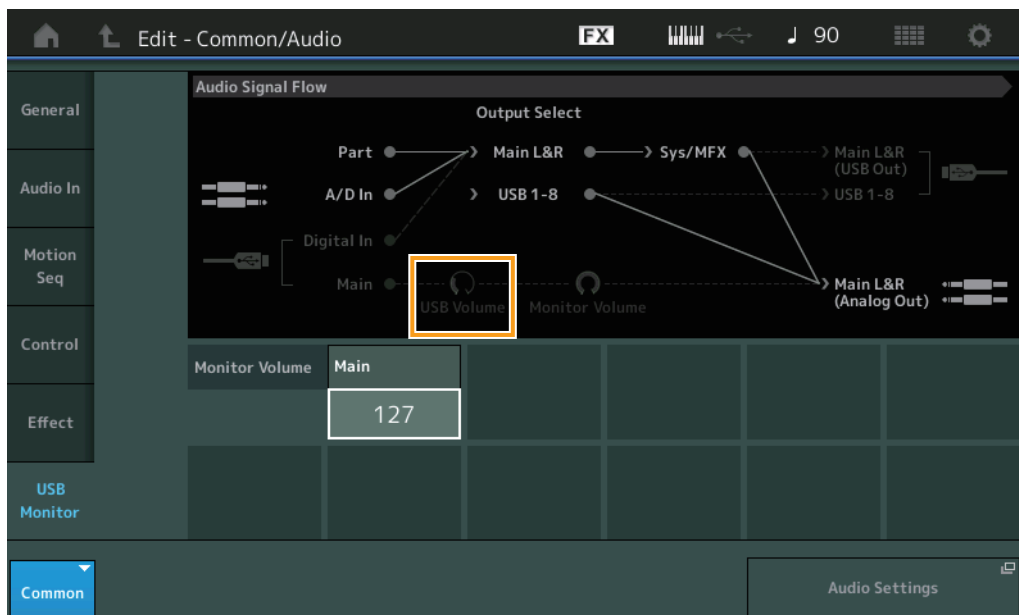 Edit - Common/Audio
FX
90
General
Audio In
Motion
Seq
Control
Effect
USB
Monitor
Common
Audio Signal Flow
Output Select
Part
Main L&R
Sys/MFX
Main L&R
(USB Out)
A/D In
USB 1-8
USB 1-8
Digital In
Main
USB Volume
Monitor Volume
Main L&R
(Analog Out)
Monitor Volume
Main
127
Audio Settings